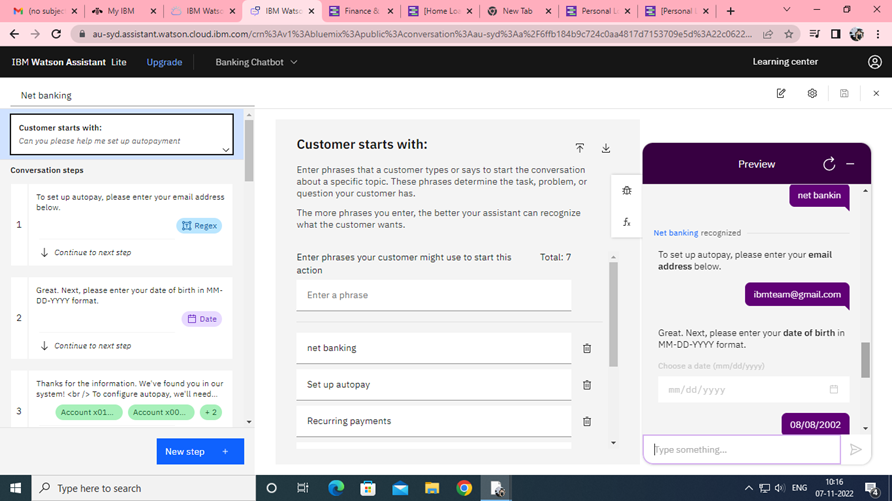 (no subject
My IBM
IBM Watso
IBM Watso
Finance &
[Home Loa
New Tab
Personal L
[Personal
au-syd.assistant.watson.cloud.ibm.com/crn%3Av1%3Abluemix%3Apublic%3Aconversation%3Aau-syd%3Aa%2F6ffb184b9c724c0aa4817d7153709e5d%3A22c0622...
IBM Watson Assistant Lite
Upgrade
Banking Chatbot
Learning center
Net banking
Customer starts with:
Can you please help me set up autopayment
Conversation steps
1
To set up autopay, please enter your email address
below.
Regex
Continue to next step
2
Great. Next, please enter your date of birth in MM-
DD-YYYY format.
Date
Continue to next step
3
Thanks for the information. We've found you in our
system! <br /> To configure autopay, we'll need...
Account x01...
Account x00...
+ 2
New step +
Customer starts with:
Enter phrases that a customer types or says to start the conversation
about a specific topic. These phrases determine the task, problem, or
question your customer has.
The more phrases you enter, the better your assistant can recognize
what the customer wants.
Enter phrases your customer might use to start this
action
Total: 7
Enter a phrase
net banking
Set up autopay
Recurring payments
Preview
net bankin
Net banking recognized
To set up autopay, please enter your email
address below.
ibmteam@gmail.com
Great. Next, please enter your date of birth in
MM-DD-YYYY format.
Choose a date (mm/dd/yyyy)
mm/dd/yyyy
08/08/2002
Type something...
Type here to search
ENG
10:16
07-11-2022
4